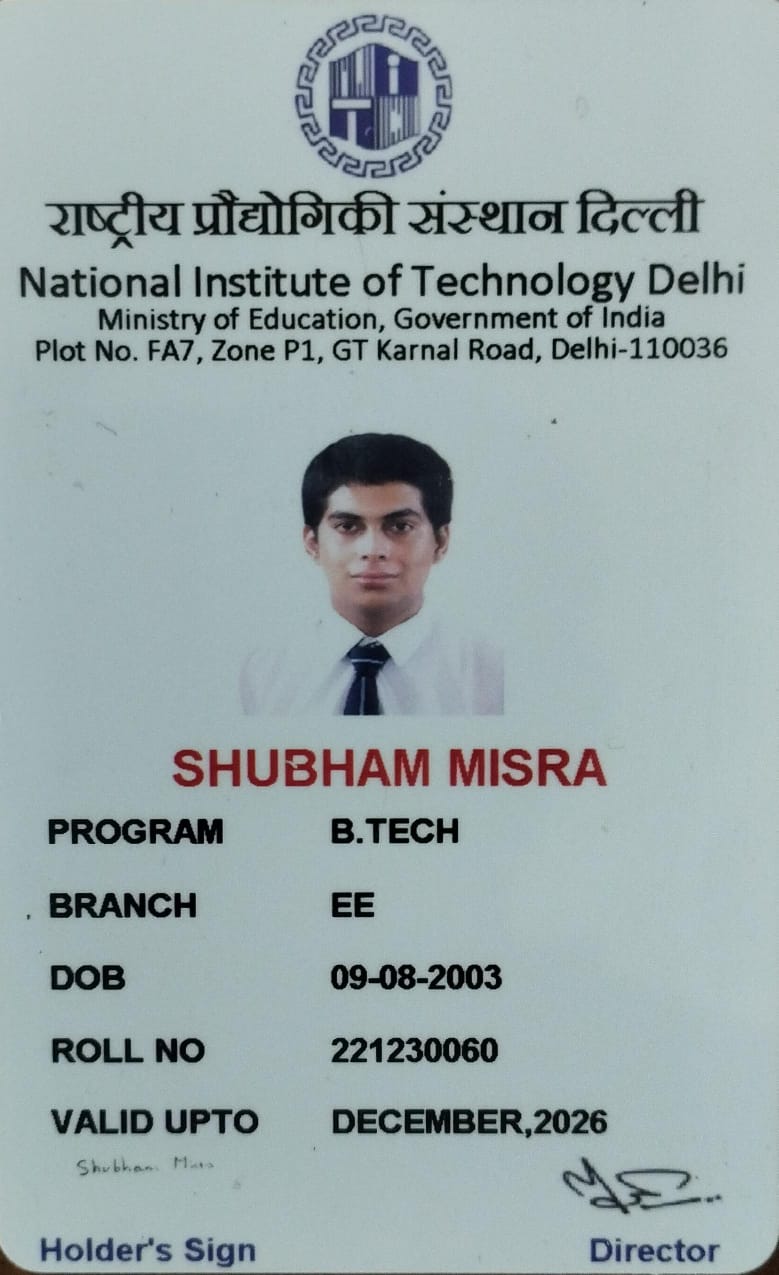 राष्ट्रीय प्रौद्योगिकी संस्थान दिल्ली
National Institute of Technology Delhi
Ministry of Education, Government of India
Plot No. FA7, Zone P1, GT Karnal Road, Delhi-110036
SHUBHAM MISRA
PROGRAM B.TECH
BRANCH EE
DOB 09-08-2003
ROLL NO 221230060
VALID UPTO DECEMBER,2026
Shubham
Holder's Sign Director